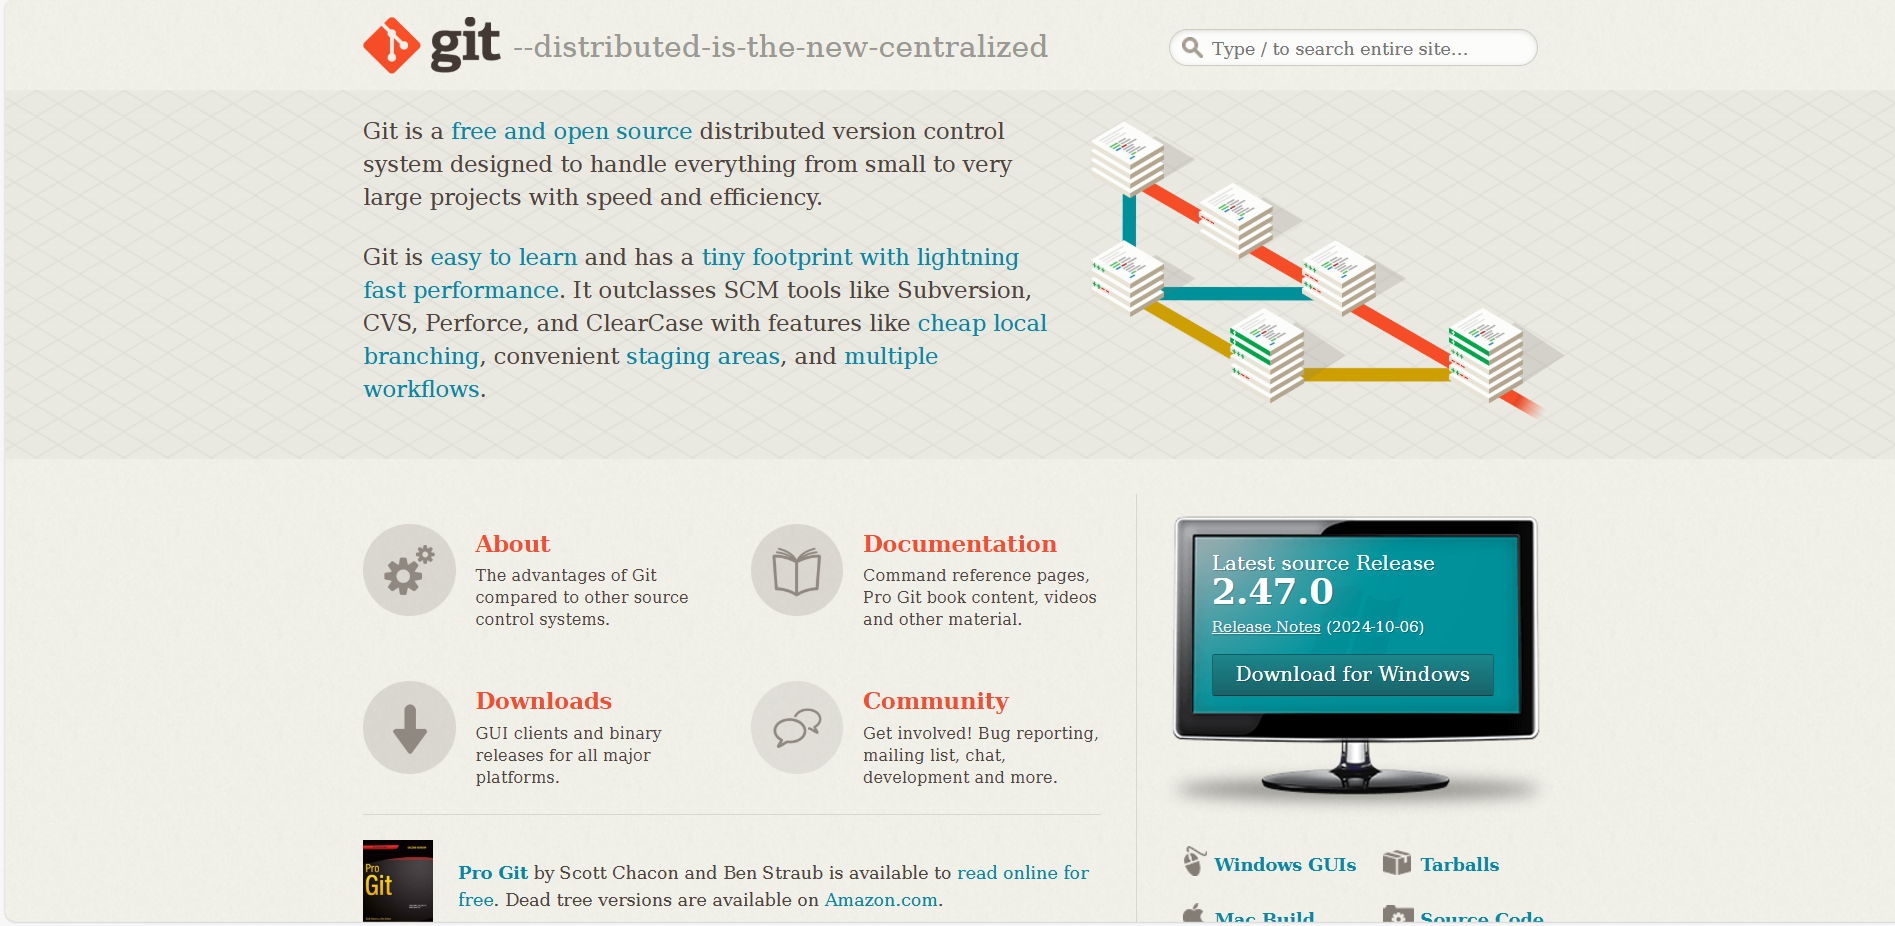 git --distributed-is-the-new-centralized
Type / to search entire site…
Git is a free and open source distributed version control
system designed to handle everything from small to very
large projects with speed and efficiency.
Git is easy to learn and has a tiny footprint with lightning
fast performance. It outclasses SCM tools like Subversion,
CVS, Perforce, and ClearCase with features like cheap local
branching, convenient staging areas, and multiple
workflows.
About
The advantages of Git
compared to other source
control systems.
Documentation
Command reference pages,
Pro Git book content, videos
and other material.
Downloads
GUI clients and binary
releases for all major
platforms.
Community
Get involved! Bug reporting,
mailing list, chat,
development and more.
Pro
Git
Pro Git by Scott Chacon and Ben Straub is available to read online for
free. Dead tree versions are available on Amazon.com.
Latest source Release
2.47.0
Release Notes (2024-10-06)
Download for Windows
Windows GUIs
Tarballs
Mac Build
Source Code